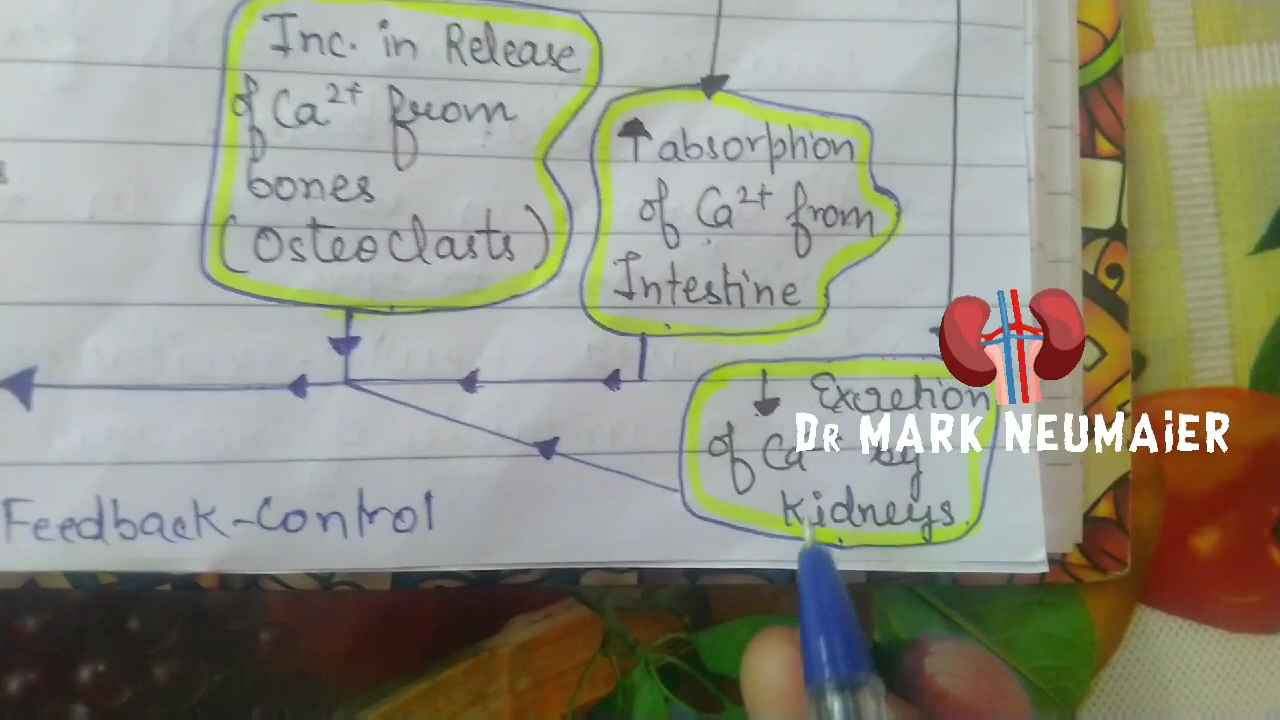 Inc. in Release
of Ca²⁺ from
bones
(Osteoclasts)
↑ absorption
of Ca²⁺ from
Intestine
↓ Excretion
of Ca by
kidneys.
Feedback-Control
DR MARK NEUMAiER